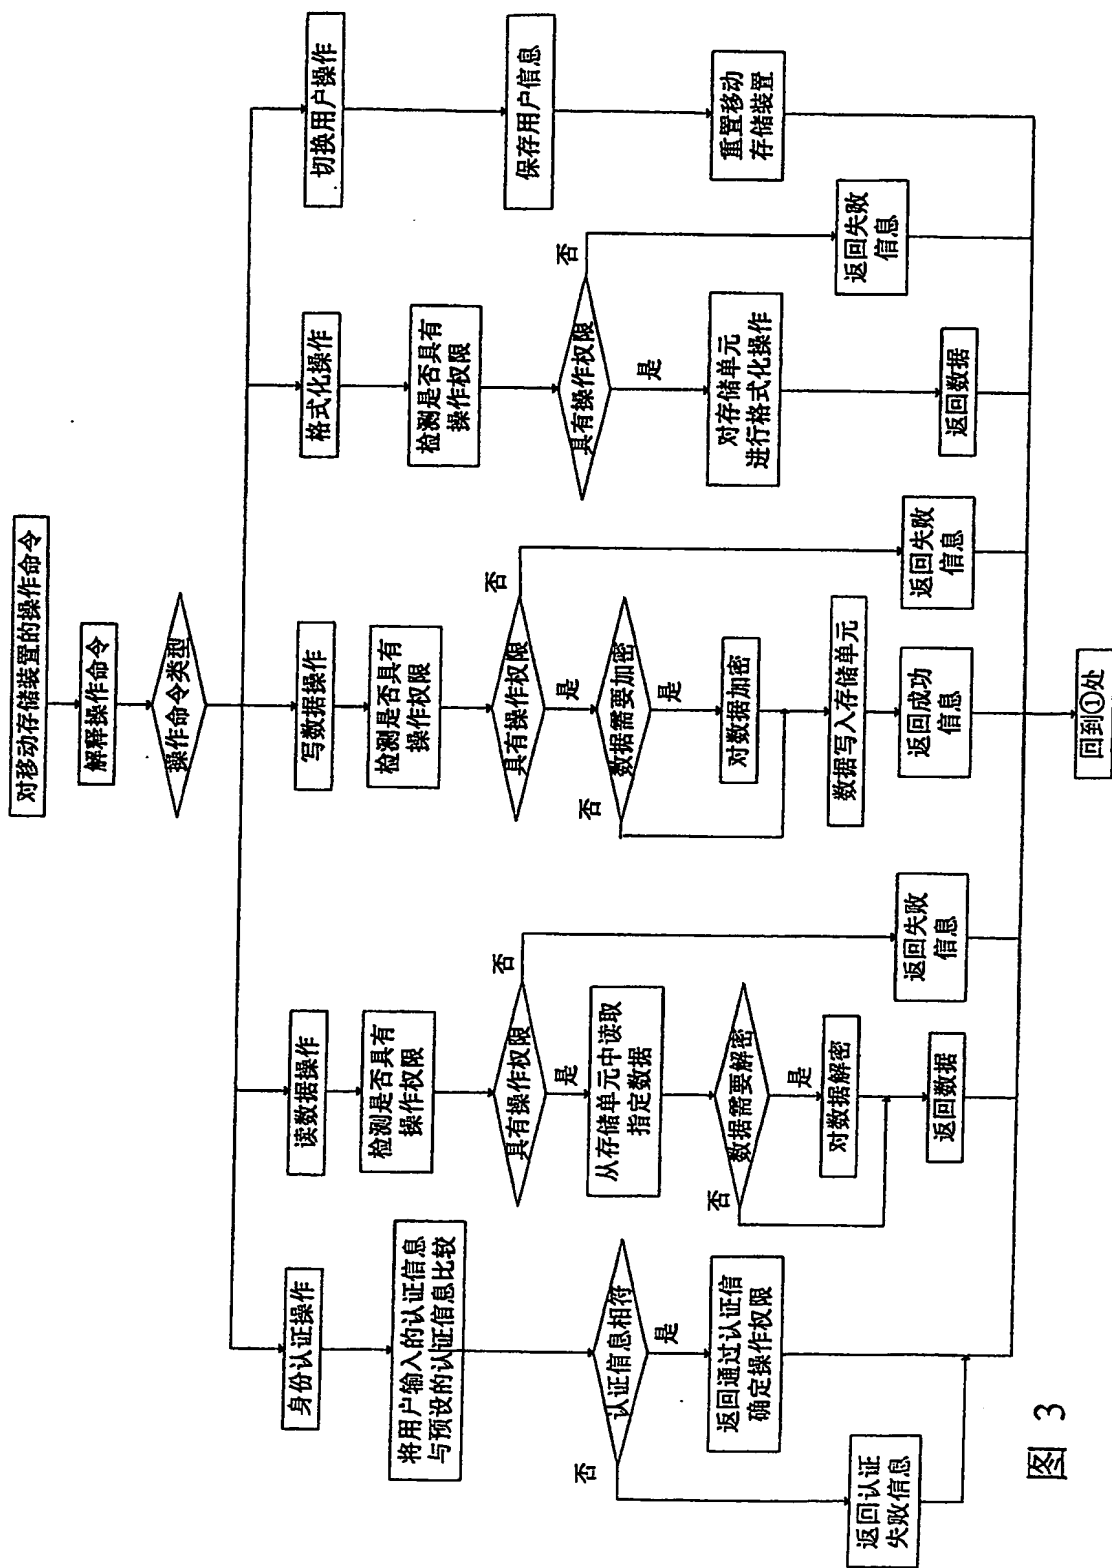 对移动存储装置的操作命令
解释操作命令
操作命令类型
身份认证操作
将用户输入的认证信息
与预设的认证信息比较
认证信息相符
否
是
返回通过认证信
确定操作权限
返回认证
失败信息
读数据操作
检测是否具有
操作权限
具有操作权限
否
是
从存储单元中读取
指定数据
数据需要解密
否
是
对数据解密
返回数据
返回失败
信息
写数据操作
检测是否具有
操作权限
具有操作权限
否
是
数据需要加密
否
是
对数据加密
数据写入存储单元
返回成功
信息
返回失败
信息
格式化操作
检测是否具有
操作权限
具有操作权限
否
是
对存储单元
进行格式化操作
返回数据
返回失败
信息
切换用户操作
保存用户信息
重置移动
存储装置
回到①处
图 3